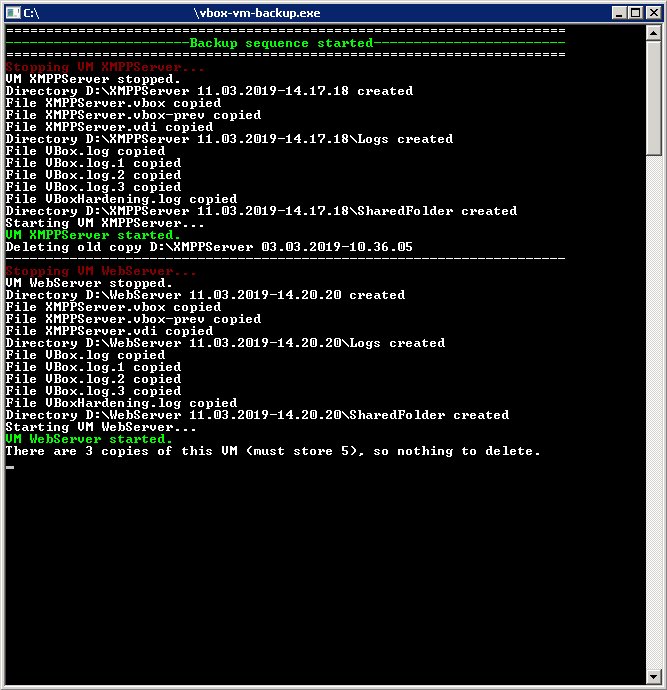 C:\ \vbox-vm-backup.exe
======================================================================
-----------------------Backup sequence started------------------------
======================================================================
Stopping VM XMPPServer...
VM XMPPServer stopped.
Directory D:\XMPPServer 11.03.2019-14.17.18 created
File XMPPServer.vbox copied
File XMPPServer.vbox-prev copied
File XMPPServer.vdi copied
Directory D:\XMPPServer 11.03.2019-14.17.18\Logs created
File VBox.log copied
File VBox.log.1 copied
File VBox.log.2 copied
File VBox.log.3 copied
File VBoxHardening.log copied
Directory D:\XMPPServer 11.03.2019-14.17.18\SharedFolder created
Starting VM XMPPServer...
VM XMPPServer started.
Deleting old copy D:\XMPPServer 03.03.2019-10.36.05
----------------------------------------------------------------------
Stopping VM WebServer...
VM WebServer stopped.
Directory D:\WebServer 11.03.2019-14.20.20 created
File XMPPServer.vbox copied
File XMPPServer.vbox-prev copied
File XMPPServer.vdi copied
Directory D:\WebServer 11.03.2019-14.20.20\Logs created
File VBox.log copied
File VBox.log.1 copied
File VBox.log.2 copied
File VBox.log.3 copied
File VBoxHardening.log copied
Directory D:\WebServer 11.03.2019-14.20.20\SharedFolder created
Starting VM WebServer...
VM WebServer started.
There are 3 copies of this VM (must store 5), so nothing to delete.